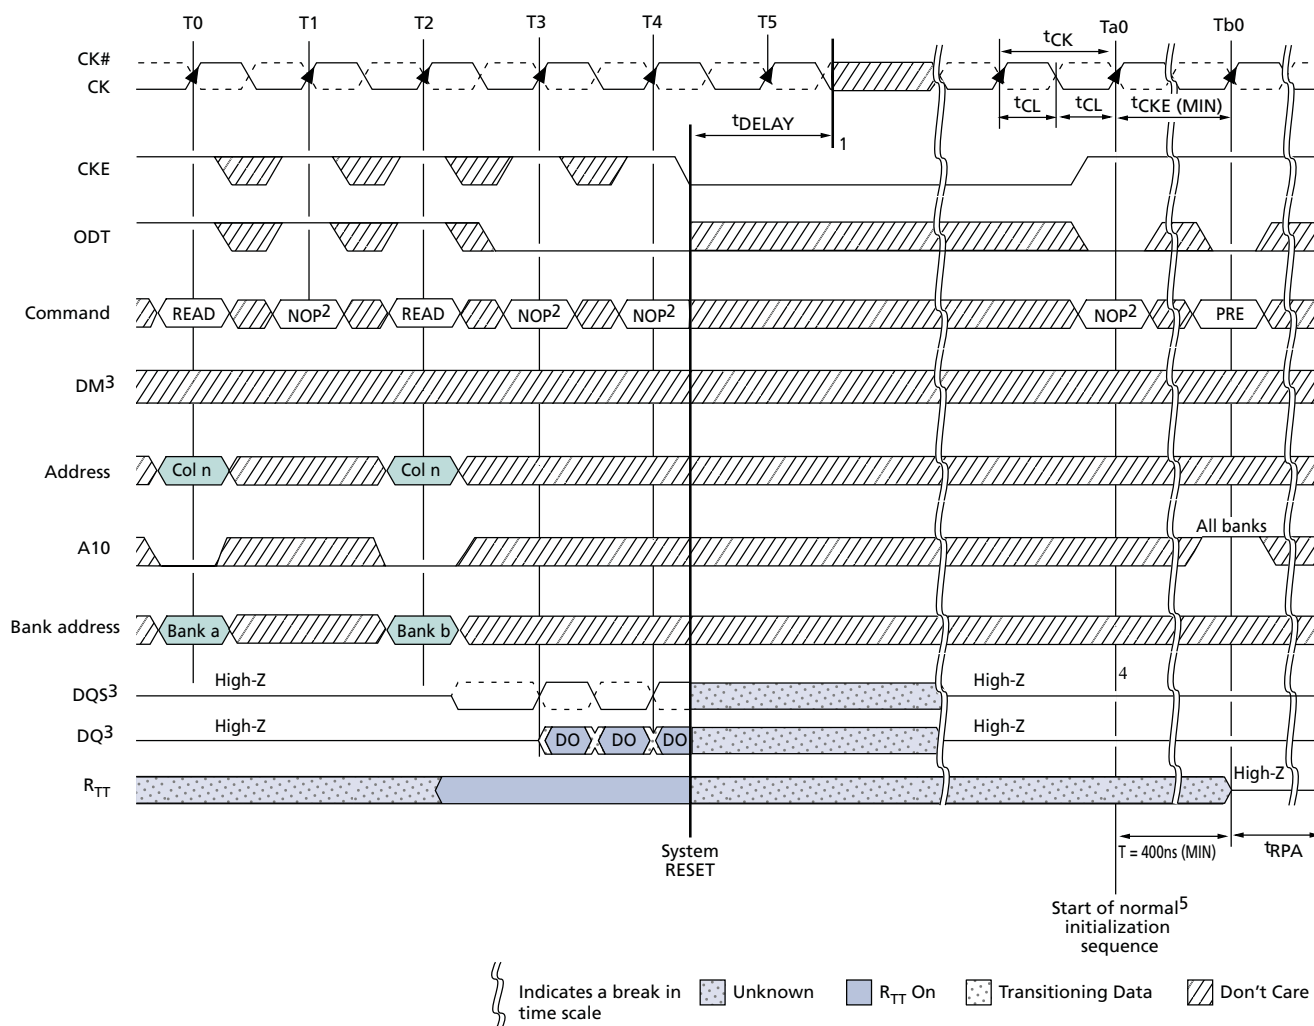 T0 T1 T2 T3 T4 T5 Ta0 Tb0
CK#
CK
tCK
tCL tCL tCKE (MIN)
tDELAY
1
CKE
ODT
Command READ NOP2 READ NOP2 NOP2 NOP2 PRE
DM3
Address Col n Col n
A10 All banks
Bank address Bank a Bank b
DQS3 High-Z High-Z 4
DQ3 High-Z DO DO DO High-Z
RTT High-Z
System
RESET
T = 400ns (MIN) tRPA
Start of normal5
initialization
sequence
Indicates a break in
time scale
Unknown RTT On Transitioning Data Don't Care